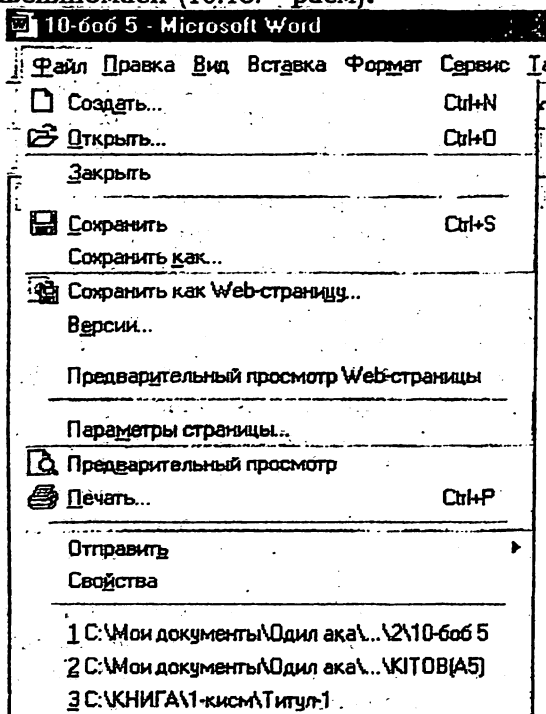 10-боб 5 - Microsoft Word
Файл Правка Вид Вставка Формат Сервис
Создать... Ctrl+N
Открыть... Ctrl+O
Закрыть
Сохранить Ctrl+S
Сохранить как...
Сохранить как Web-страницу...
Версии...
Предварительный просмотр Web-страницы
Параметры страницы...
Предварительный просмотр
Печать... Ctrl+P
Отправить
Свойства
1 C:\Мои документы\Одил ака\...\2\10-боб 5
2 C:\Мои документы\Одил ака\...\KITOB(A5)
3 C:\КНИГА\1-кисм\Титул-1